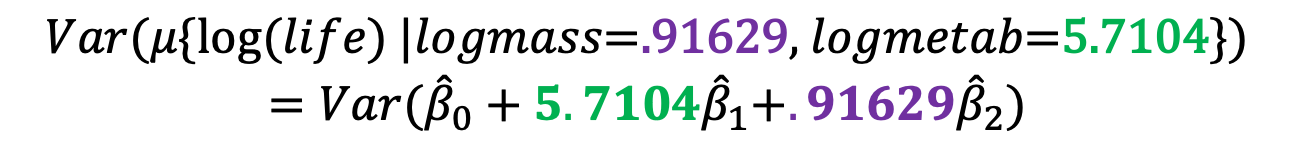 Var(μ{log(life) |logmass=.91629, logmetab=5.7104})
= Var(β̂₀ + 5.7104β̂₁+.91629β̂₂)